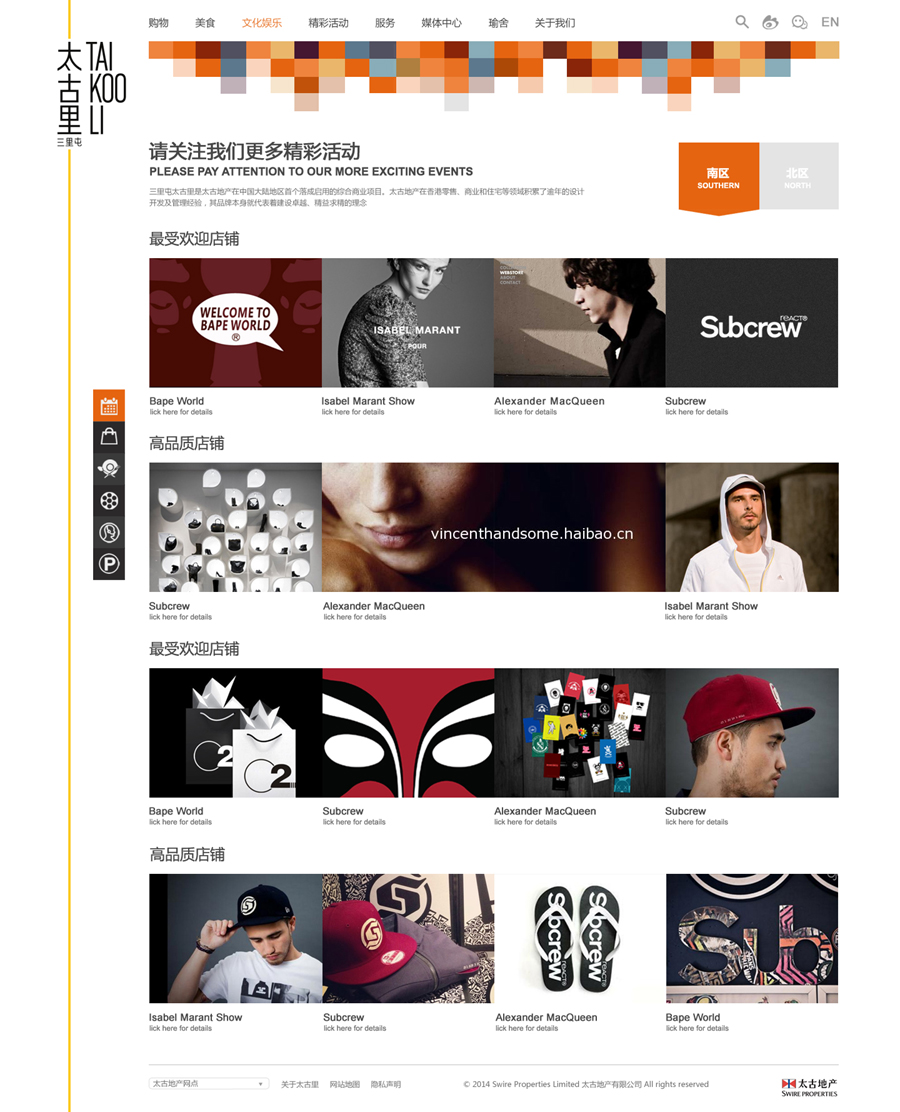 购物 美食 文化娱乐 精彩活动 服务 媒体中心 瑜舍 关于我们 EN
太古里
三里屯
TAI
KOO
LI
请关注我们更多精彩活动
PLEASE PAY ATTENTION TO OUR MORE EXCITING EVENTS
三里屯太古里是太古地产在中国大陆地区首个落成启用的综合商业项目。太古地产在香港零售、商业和住宅等领域积累了逾年的设计
开发及管理经验，其品牌本身就代表着建设卓越、精益求精的理念
南区
SOUTHERN
北区
NORTH
最受欢迎店铺
WELCOME TO
BAPE WORLD
®
ISABEL MARANT
POUR
WEBSTORE
ABOUT
CONTACT
reACT®
Subcrew
Bape World
lick here for details
Isabel Marant Show
lick here for details
Alexander MacQueen
lick here for details
Subcrew
lick here for details
P
高品质店铺
vincenthandsome.haibao.cn
Subcrew
lick here for details
Alexander MacQueen
lick here for details
Isabel Marant Show
lick here for details
最受欢迎店铺
O2
O2
Bape World
lick here for details
Subcrew
lick here for details
Alexander MacQueen
lick here for details
Subcrew
lick here for details
高品质店铺
Subcrew
reACT®
Subcrew
reACT®
Sub
Isabel Marant Show
lick here for details
Subcrew
lick here for details
Alexander MacQueen
lick here for details
Bape World
lick here for details
太古地产网点
关于太古里 网站地图 隐私声明
© 2014 Swire Properties Limited 太古地产有限公司 All rights reserved
太古地产
SWIRE PROPERTIES